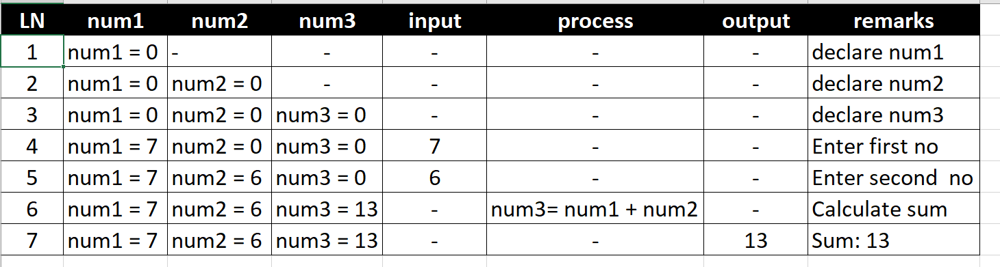 LN num1 num2 num3 input process output remarks
1 num1 = 0 - - - - - declare num1
2 num1 = 0 num2 = 0 - - - - declare num2
3 num1 = 0 num2 = 0 num3 = 0 - - - declare num3
4 num1 = 7 num2 = 0 num3 = 0 7 - - Enter first no
5 num1 = 7 num2 = 6 num3 = 0 6 - - Enter second  no
6 num1 = 7 num2 = 6 num3 = 13 - num3= num1 + num2 - Calculate sum
7 num1 = 7 num2 = 6 num3 = 13 - - 13 Sum: 13